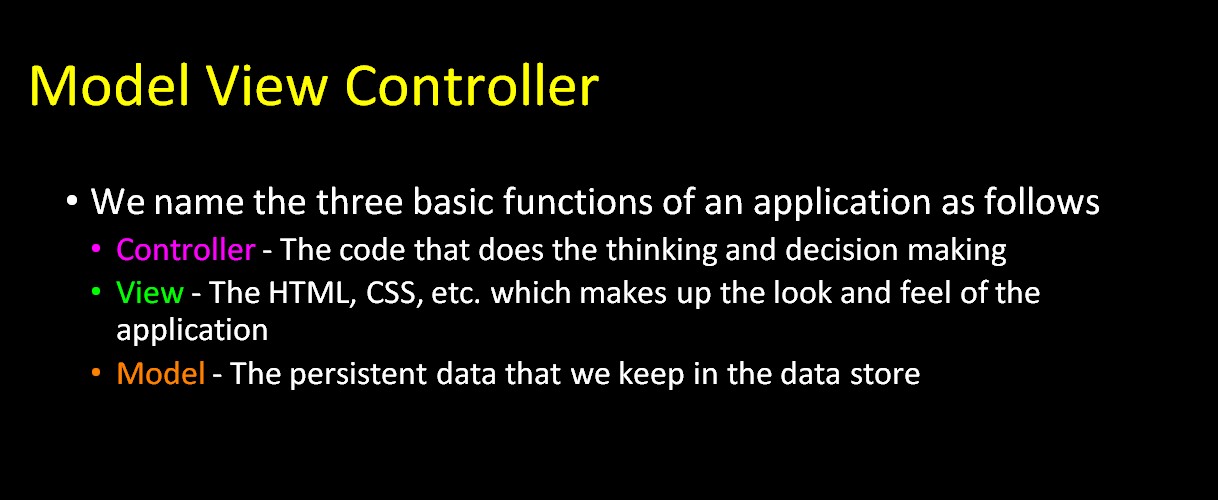 Model View Controller
• We name the three basic functions of an application as follows
• Controller - The code that does the thinking and decision making
• View - The HTML, CSS, etc. which makes up the look and feel of the
application
• Model - The persistent data that we keep in the data store